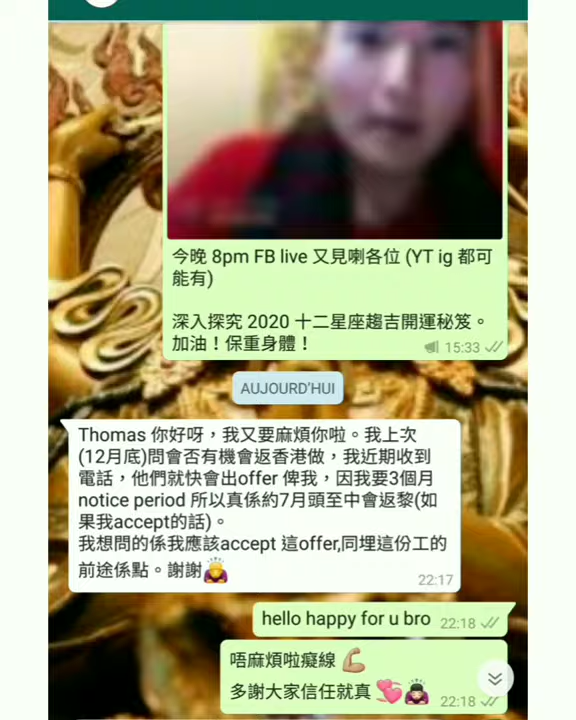 今晚 8pm FB live 又見喇各位 (YT ig 都可
能有)
深入探究 2020 十二星座趨吉開運秘笈。
加油！保重身體！
15:33
AUJOURD'HUI
Thomas 你好呀，我又要麻煩你啦。我上次
(12月底)問會否有機會返香港做，我近期收到
電話，他們就快會出offer 俾我，因我要3個月
notice period 所以真係約7月頭至中會返黎(如
果我accept的話)。
我想問的係我應該accept 這offer,同埋這份工的
前途係點。謝謝🙇
22:17
hello happy for u bro 22:18
唔麻煩啦癡線 💪🏼
多謝大家信任就真 💞🙇🏻
22:18